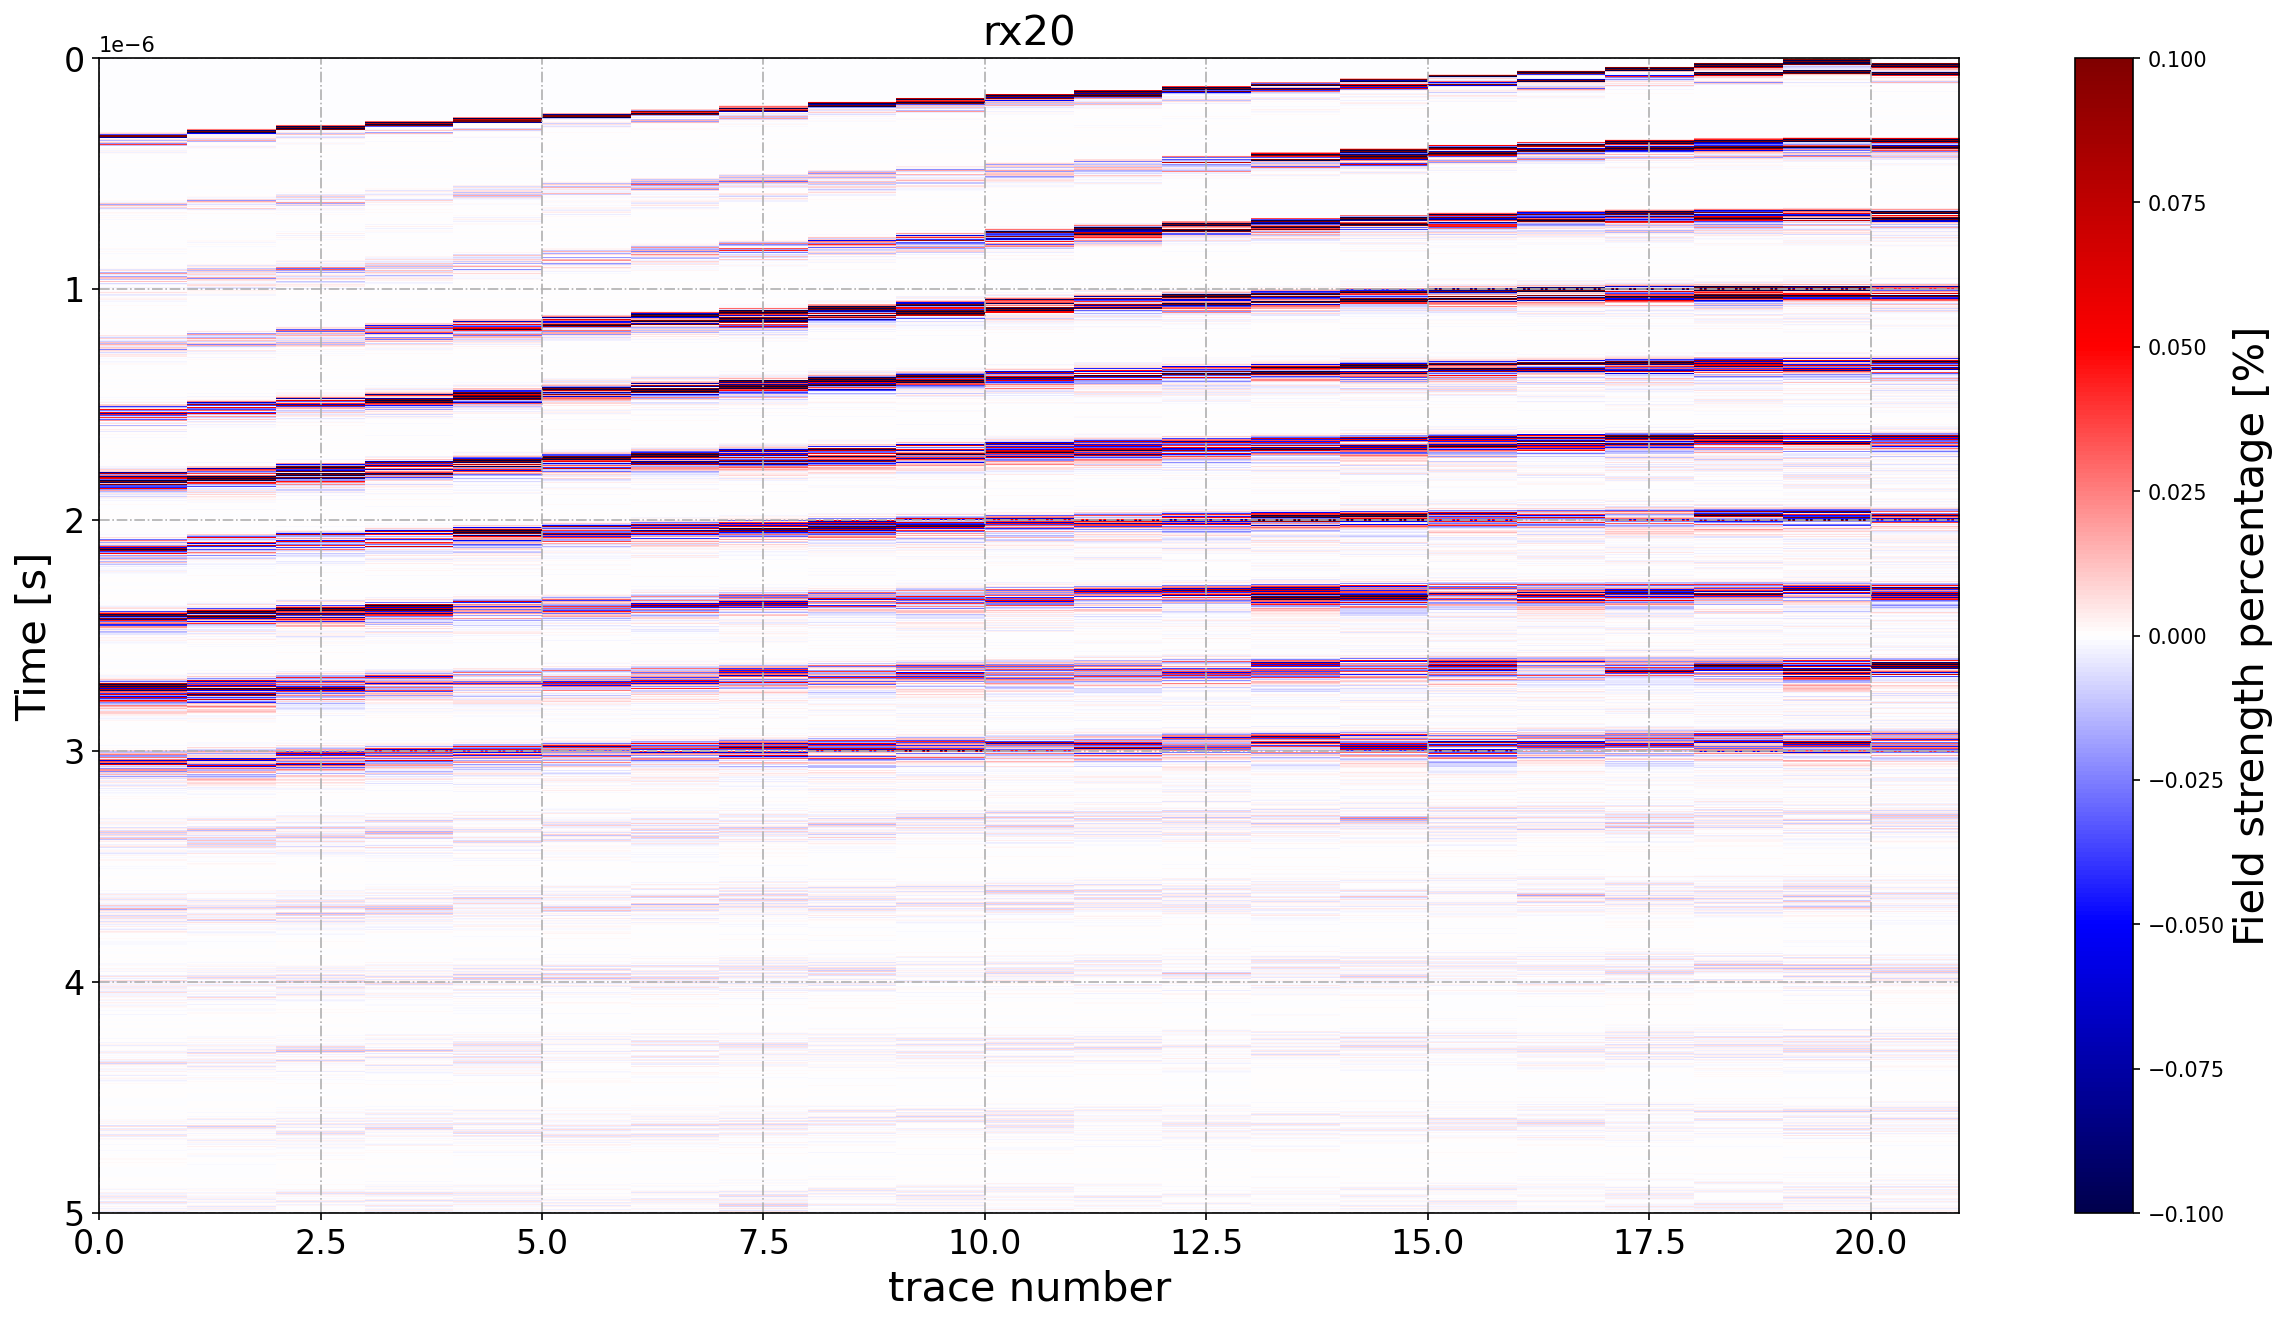 rx20
1e−6
0
1
2
3
4
5
Time [s]
0.0 2.5 5.0 7.5 10.0 12.5 15.0 17.5 20.0
trace number
0.100
0.075
0.050
0.025
0.000
−0.025
−0.050
−0.075
−0.100
Field strength percentage [%]